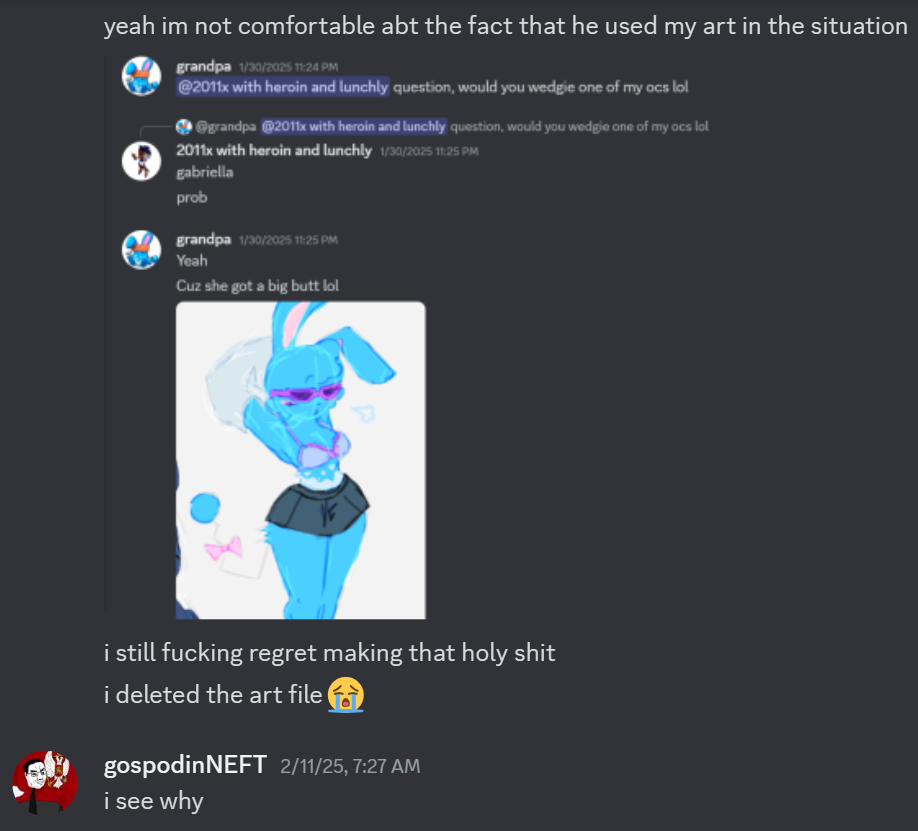 yeah im not comfortable abt the fact that he used my art in the situation
grandpa 1/30/2025 11:24 PM
@2011x with heroin and lunchly question, would you wedgie one of my ocs lol
@grandpa @2011x with heroin and lunchly question, would you wedgie one of my ocs lol
2011x with heroin and lunchly 1/30/2025 11:25 PM
gabriella
prob
grandpa 1/30/2025 11:25 PM
Yeah
Cuz she got a big butt lol
i still fucking regret making that holy shit
i deleted the art file 😭
gospodinNEFT 2/11/25, 7:27 AM
i see why